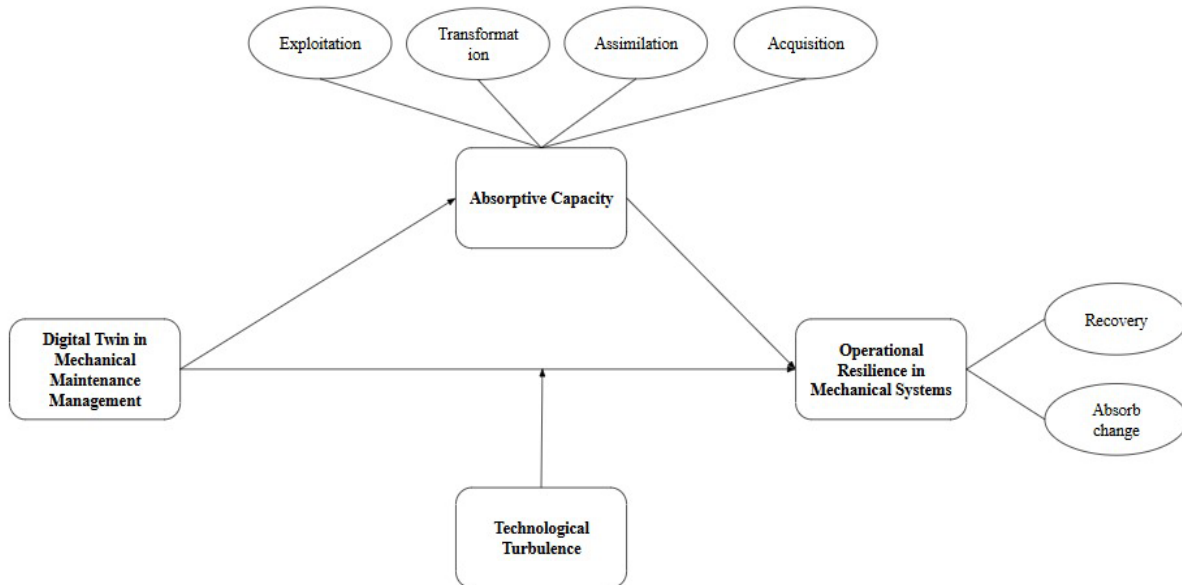 Exploitation
Transformat
ion
Assimilation
Acquisition
Absorptive Capacity
Digital Twin in
Mechanical
Maintenance
Management
Operational
Resilience in
Mechanical Systems
Recovery
Absorb
change
Technological
Turbulence